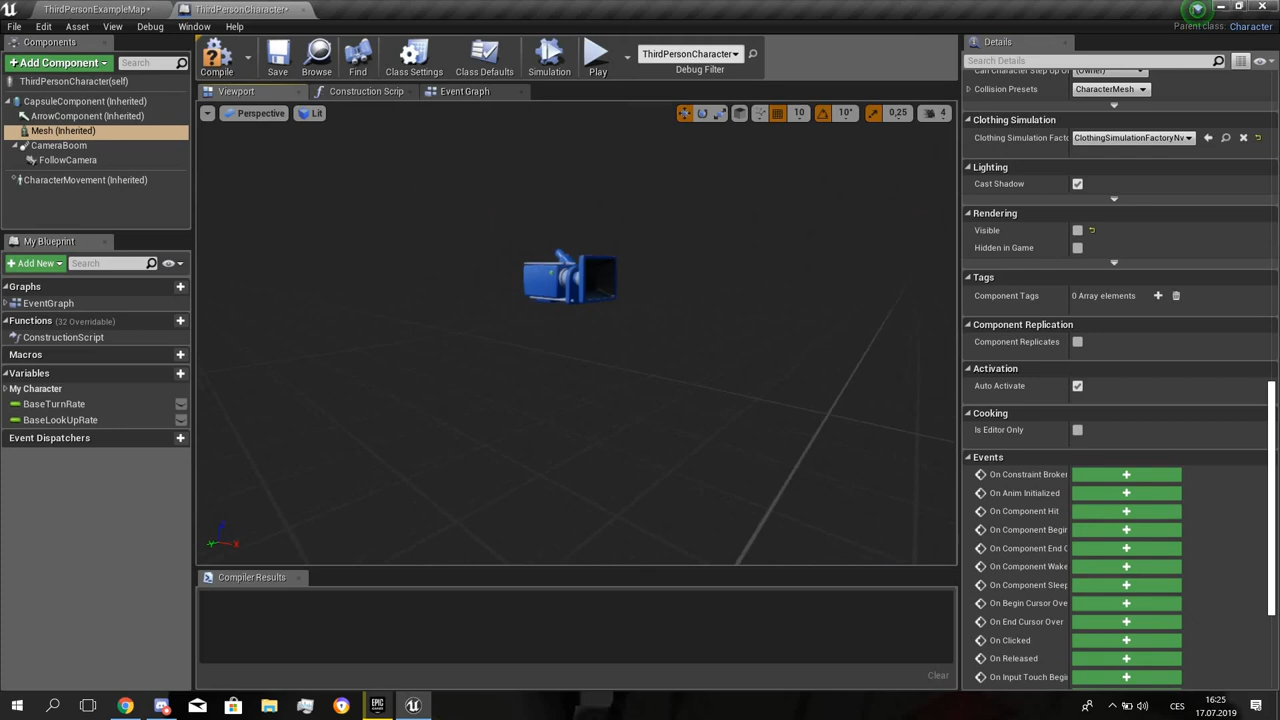 ThirdPersonExampleMap*
ThirdPersonCharacter*
File Edit Asset View Debug Window Help
Parent class: Character
Components
+Add Component
Search
ThirdPersonCharacter(self)
CapsuleComponent (Inherited)
ArrowComponent (Inherited)
Mesh (Inherited)
CameraBoom
FollowCamera
CharacterMovement (Inherited)
My Blueprint
+Add New
Search
Graphs
EventGraph
Functions (32 Overridable)
ConstructionScript
Macros
Variables
My Character
BaseTurnRate
BaseLookUpRate
Event Dispatchers
Compile
Save
Browse
Find
Class Settings
Class Defaults
Simulation
Play
ThirdPersonCharacter
Debug Filter
Viewport
Construction Scrip
Event Graph
Perspective
Lit
10
10°
0,25
4
X
Compiler Results
Clear
Details
Search Details
(Owner)
Collision Presets
CharacterMesh
Clothing Simulation
Clothing Simulation Factc
ClothingSimulationFactoryNv
Lighting
Cast Shadow
Rendering
Visible
Hidden in Game
Tags
Component Tags
0 Array elements
Component Replication
Component Replicates
Activation
Auto Activate
Cooking
Is Editor Only
Events
On Constraint Broker
On Anim Initialized
On Component Hit
On Component Begin
On Component End C
On Component Wake
On Component Sleep
On Begin Cursor Ove
On End Cursor Over
On Clicked
On Released
On Input Touch Begi
EPIC
GAMES
CES
16:25
17.07.2019